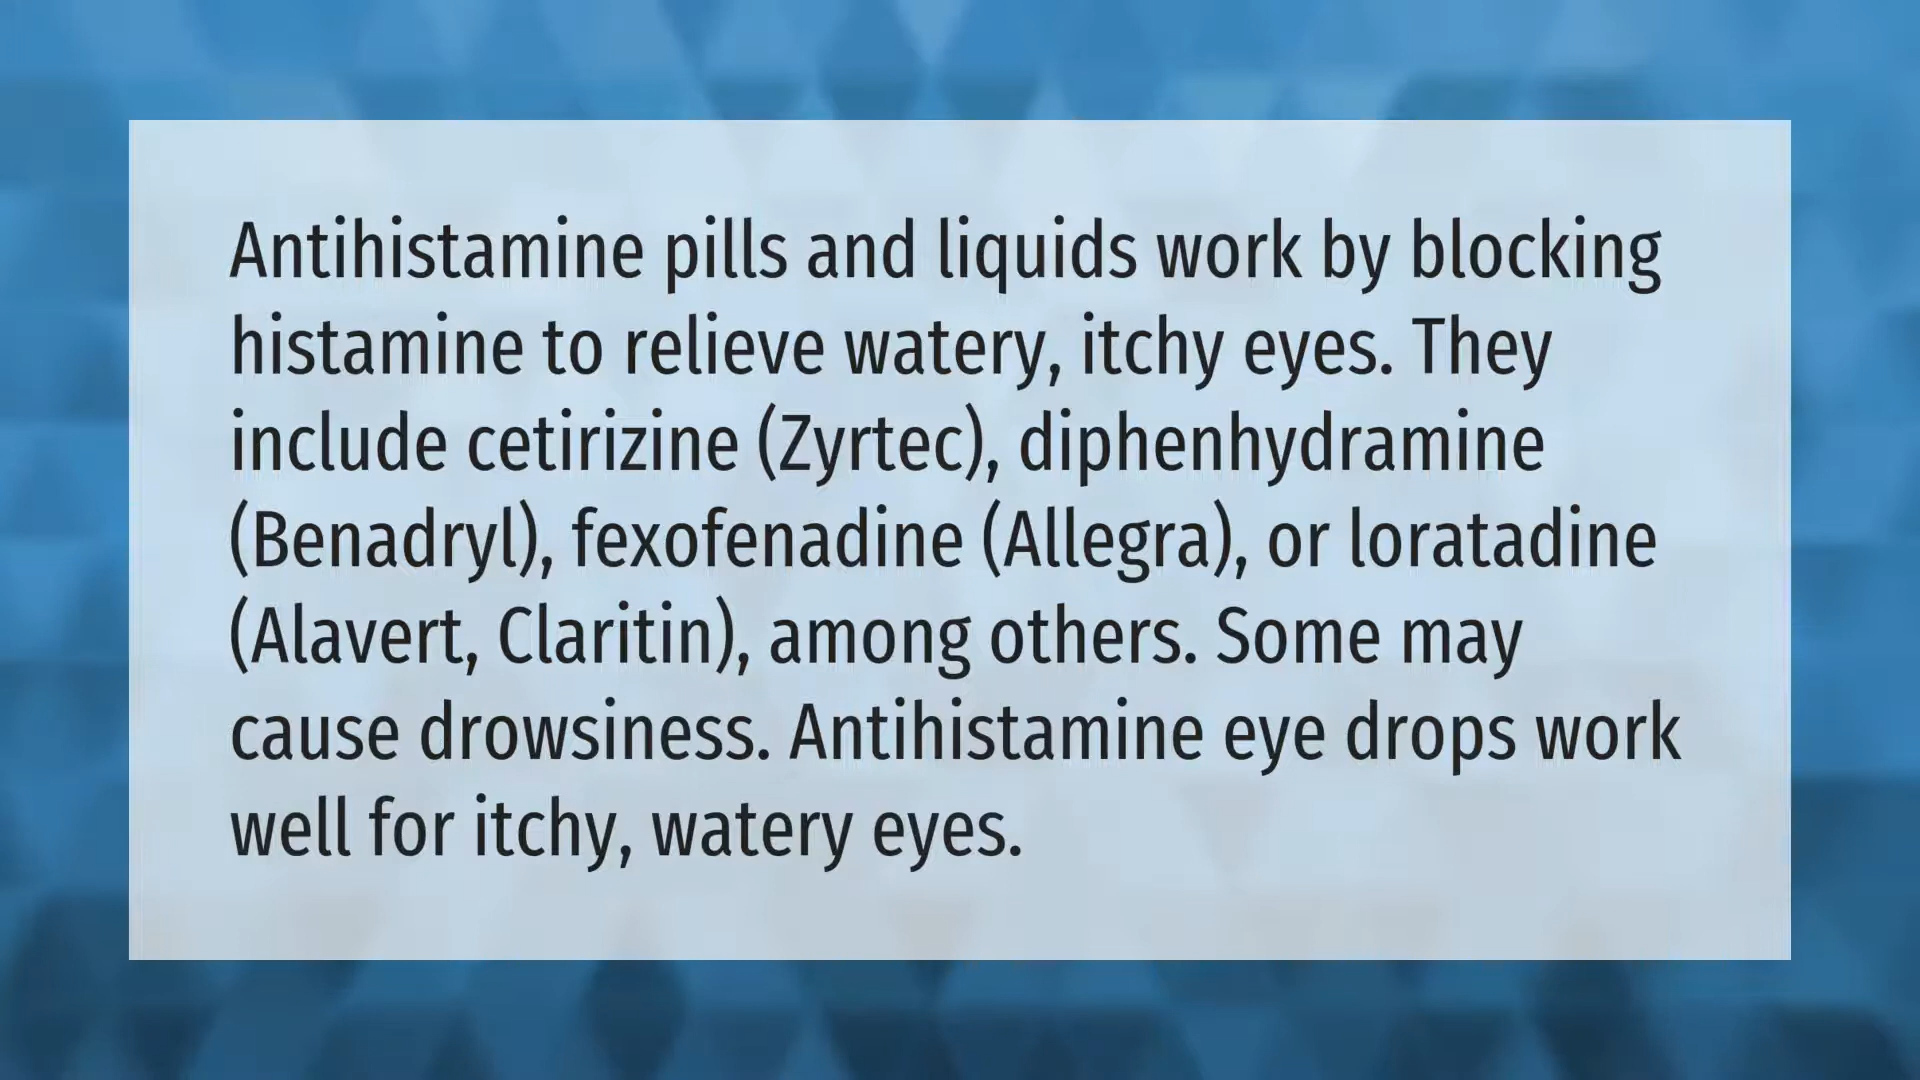 Antihistamine pills and liquids work by blocking
histamine to relieve watery, itchy eyes. They
include cetirizine (Zyrtec), diphenhydramine
(Benadryl), fexofenadine (Allegra), or loratadine
(Alavert, Claritin), among others. Some may
cause drowsiness. Antihistamine eye drops work
well for itchy, watery eyes.